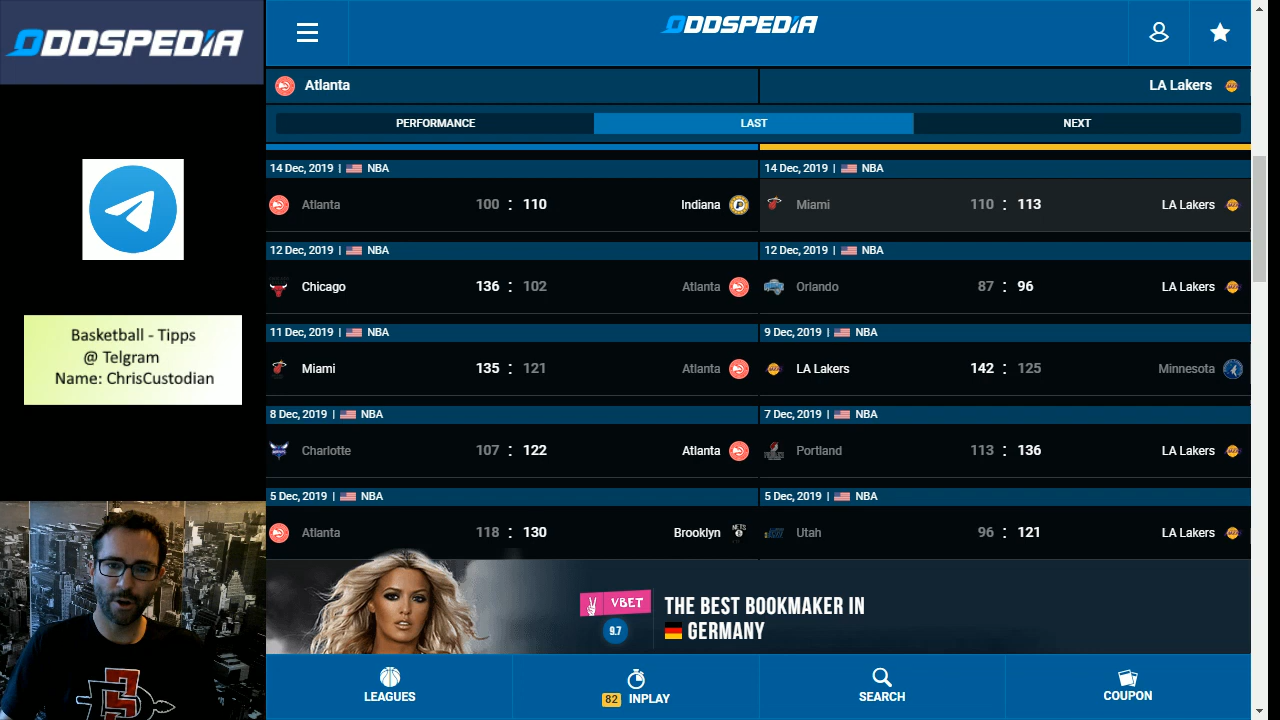 ODDSPEDIA
Basketball - Tipps
@ Telgram
Name: ChrisCustodian
ODDSPEDIA
Atlanta
LA Lakers
PERFORMANCE
LAST
NEXT
14 Dec, 2019 | NBA
Atlanta 100 : 110 Indiana
12 Dec, 2019 | NBA
Chicago 136 : 102 Atlanta
11 Dec, 2019 | NBA
Miami 135 : 121 Atlanta
8 Dec, 2019 | NBA
Charlotte 107 : 122 Atlanta
5 Dec, 2019 | NBA
Atlanta 118 : 130 Brooklyn NETS
14 Dec, 2019 | NBA
Miami 110 : 113 LA Lakers
12 Dec, 2019 | NBA
Orlando 87 : 96 LA Lakers
9 Dec, 2019 | NBA
LA Lakers 142 : 125 Minnesota
7 Dec, 2019 | NBA
Portland 113 : 136 LA Lakers
5 Dec, 2019 | NBA
Utah 96 : 121 LA Lakers
VBET
9.7
THE BEST BOOKMAKER IN
GERMANY
LEAGUES
82 INPLAY
SEARCH
COUPON